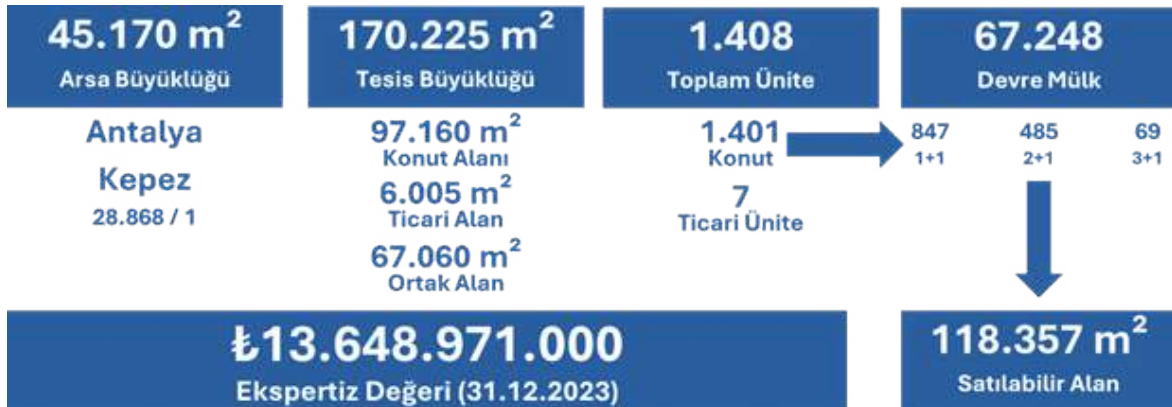 45.170 m²
Arsa Büyüklüğü
Antalya
Kepez
28.868 / 1
170.225 m²
Tesis Büyüklüğü
97.160 m²
Konut Alanı
6.005 m²
Ticari Alan
67.060 m²
Ortak Alan
1.408
Toplam Ünite
1.401
Konut
7
Ticari Ünite
67.248
Devre Mülk
847 485 69
1+1 2+1 3+1
₺13.648.971.000
Ekspertiz Değeri (31.12.2023)
118.357 m²
Satılabilir Alan